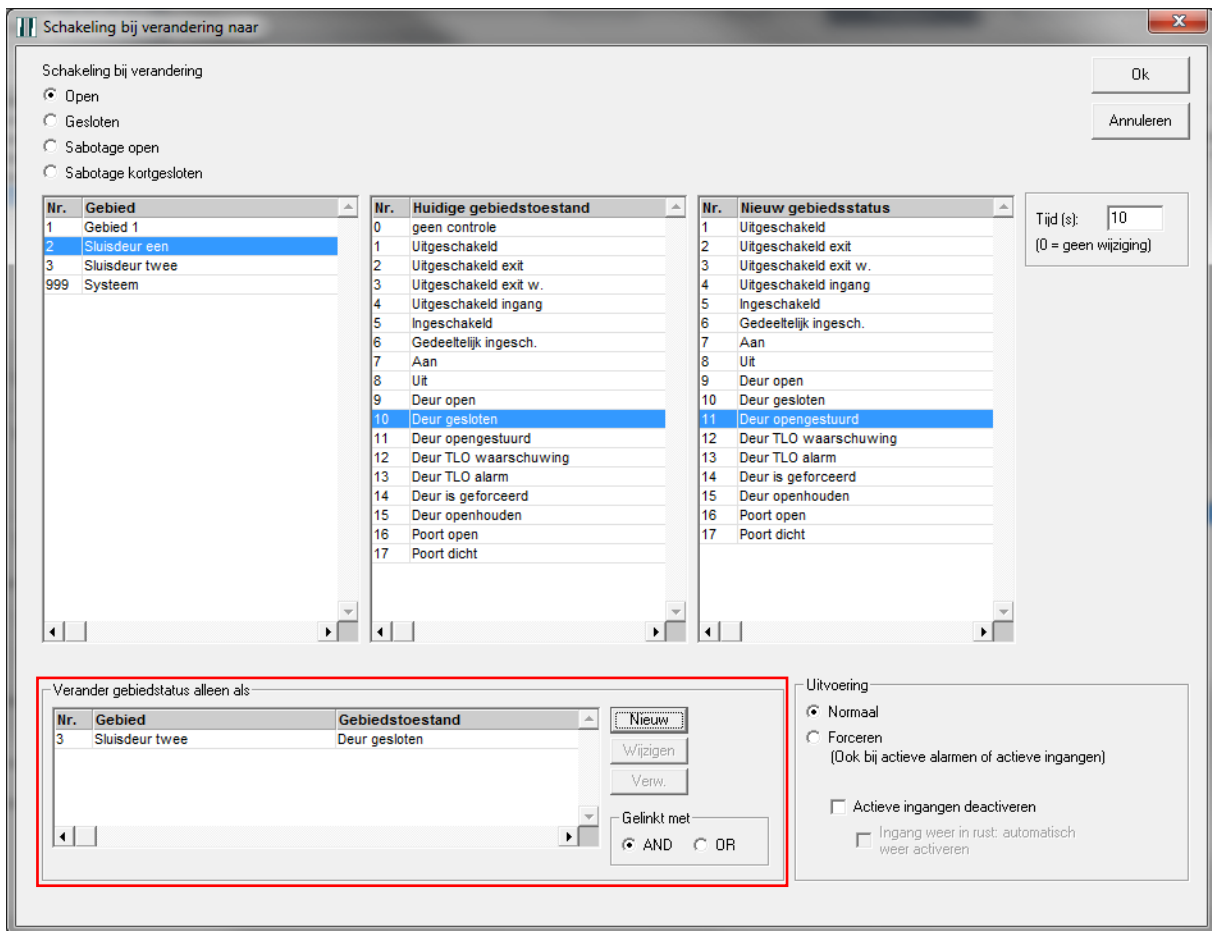 Schakeling bij verandering naar
Schakeling bij verandering
Open
Gesloten
Sabotage open
Sabotage kortgesloten
Ok
Annuleren
Nr. Gebied
1 Gebied 1
2 Sluisdeur een
3 Sluisdeur twee
999 Systeem
Nr. Huidige gebiedstoestand
0 geen controle
1 Uitgeschakeld
2 Uitgeschakeld exit
3 Uitgeschakeld exit w.
4 Uitgeschakeld ingang
5 Ingeschakeld
6 Gedeeltelijk ingesch.
7 Aan
8 Uit
9 Deur open
10 Deur gesloten
11 Deur opengestuurd
12 Deur TLO waarschuwing
13 Deur TLO alarm
14 Deur is geforceerd
15 Deur openhouden
16 Poort open
17 Poort dicht
Nr. Nieuw gebiedsstatus
1 Uitgeschakeld
2 Uitgeschakeld exit
3 Uitgeschakeld exit w.
4 Uitgeschakeld ingang
5 Ingeschakeld
6 Gedeeltelijk ingesch.
7 Aan
8 Uit
9 Deur open
10 Deur gesloten
11 Deur opengestuurd
12 Deur TLO waarschuwing
13 Deur TLO alarm
14 Deur is geforceerd
15 Deur openhouden
16 Poort open
17 Poort dicht
Tijd (s): 10
(0 = geen wijziging)
Verander gebiedstatus alleen als
Nr. Gebied Gebiedstoestand
3 Sluisdeur twee Deur gesloten
Nieuw
Wijzigen
Verw.
Gelinkt met
AND OR
Uitvoering
Normaal
Forceren
(Ook bij actieve alarmen of actieve ingangen)
Actieve ingangen deactiveren
Ingang weer in rust: automatisch
weer activeren